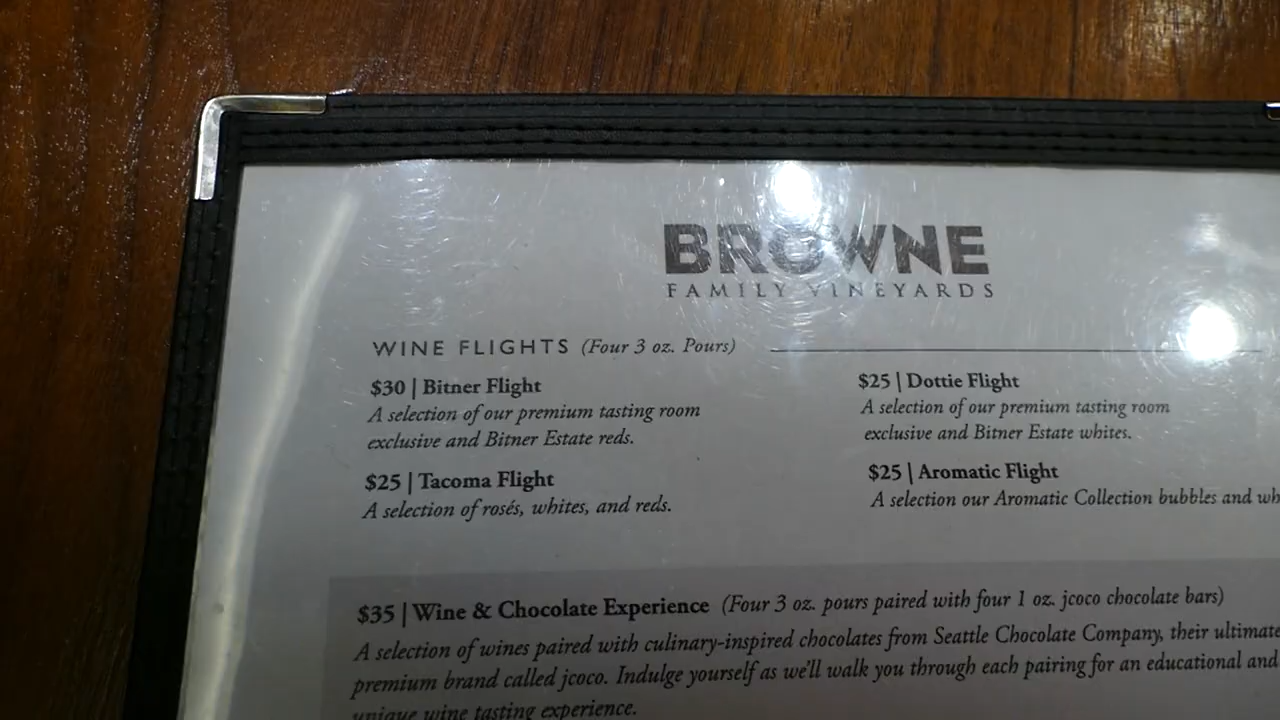 BROWNE
FAMILY VINEYARDS
WINE FLIGHTS (Four 3 oz. Pours)
$30 | Bitner Flight
A selection of our premium tasting room
exclusive and Bitner Estate reds.
$25 | Dottie Flight
A selection of our premium tasting room
exclusive and Bitner Estate whites.
$25 | Tacoma Flight
A selection of rosés, whites, and reds.
$25 | Aromatic Flight
A selection our Aromatic Collection bubbles and
$35 | Wine & Chocolate Experience (Four 3 oz. pours paired with four 1 oz. jcoco chocolate bars)
A selection of wines paired with culinary-inspired chocolates from Seattle Chocolate Company, their ultimate
premium brand called jcoco. Indulge yourself as we'll walk you through each pairing for an educational and
unique wine tasting experience.